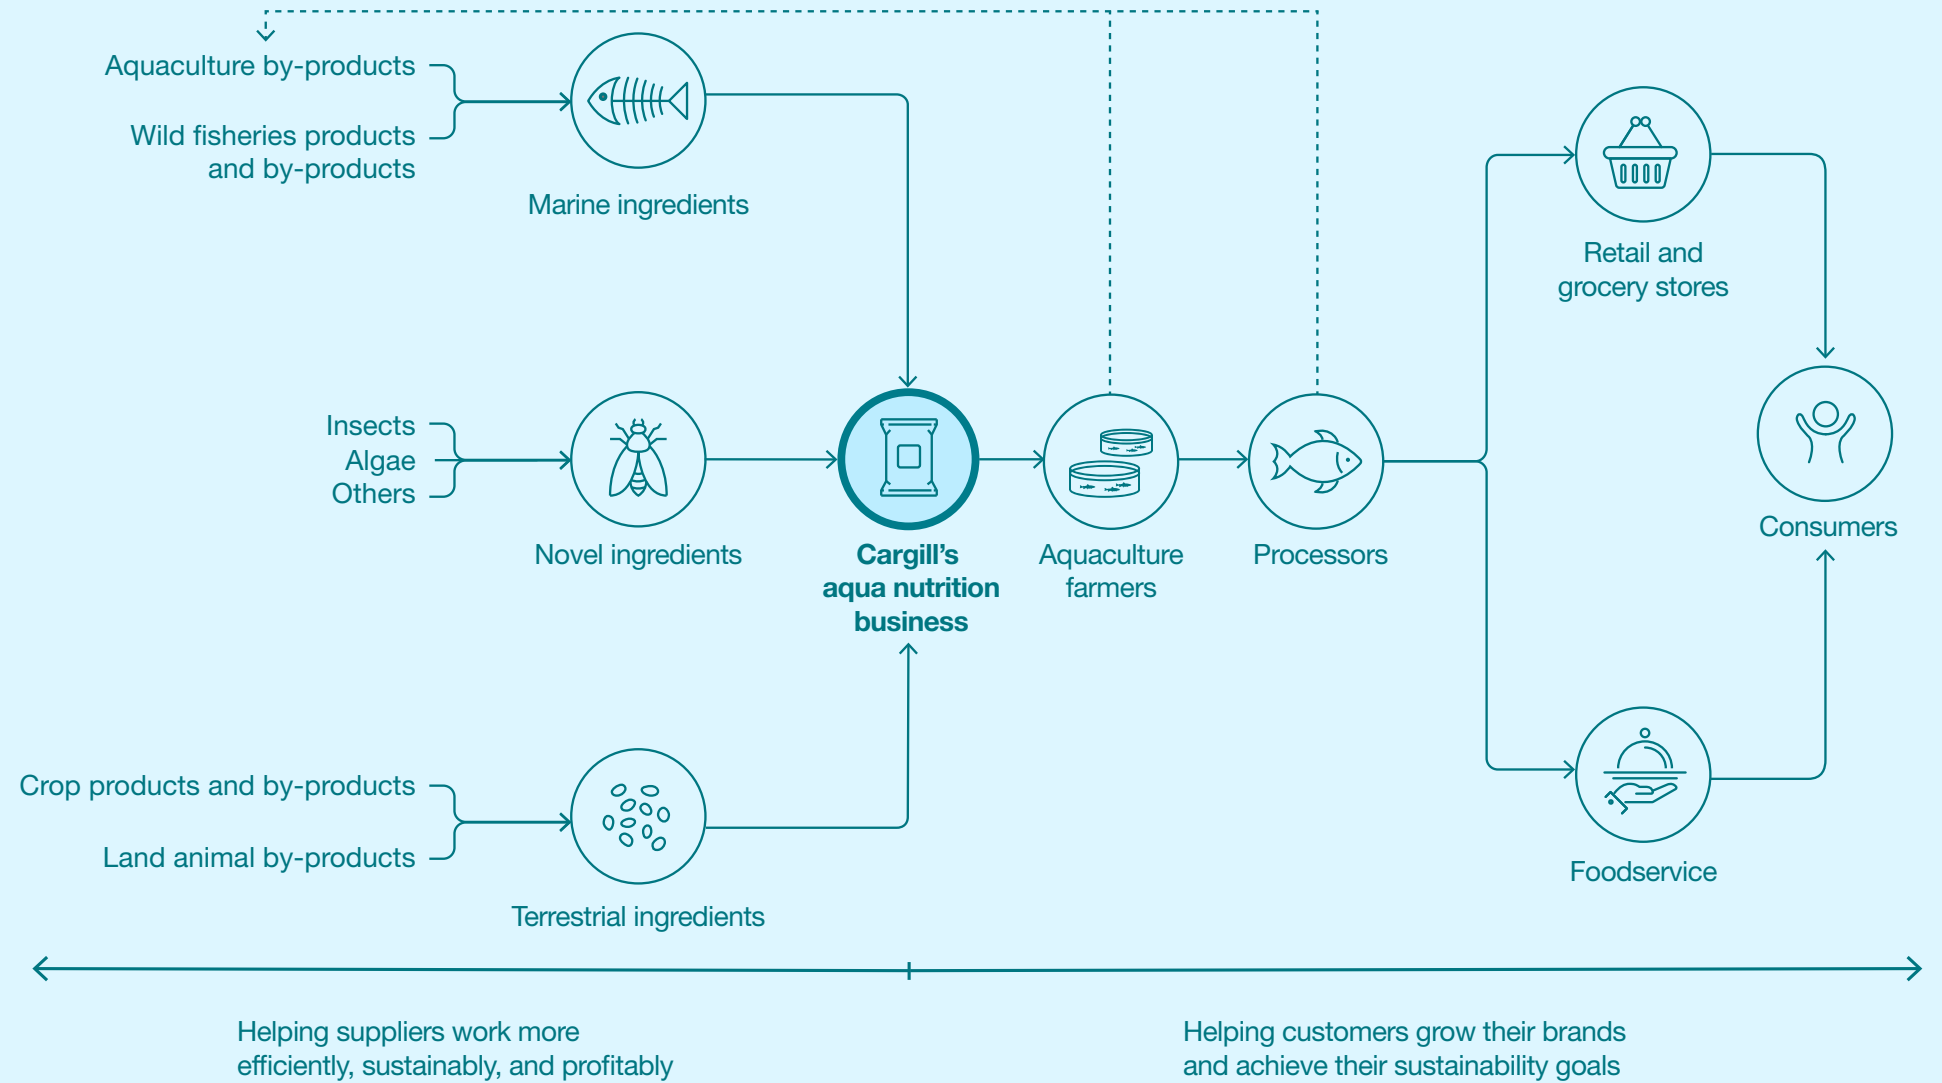 Aquaculture by-products
Wild fisheries products
and by-products
Marine ingredients
Retail and
grocery stores
Insects
Algae
Others
Novel ingredients
Cargill’s
aqua nutrition
business
Aquaculture
farmers
Processors
Consumers
Crop products and by-products
Land animal by-products
Terrestrial ingredients
Foodservice
Helping suppliers work more
efficiently, sustainably, and profitably
Helping customers grow their brands
and achieve their sustainability goals